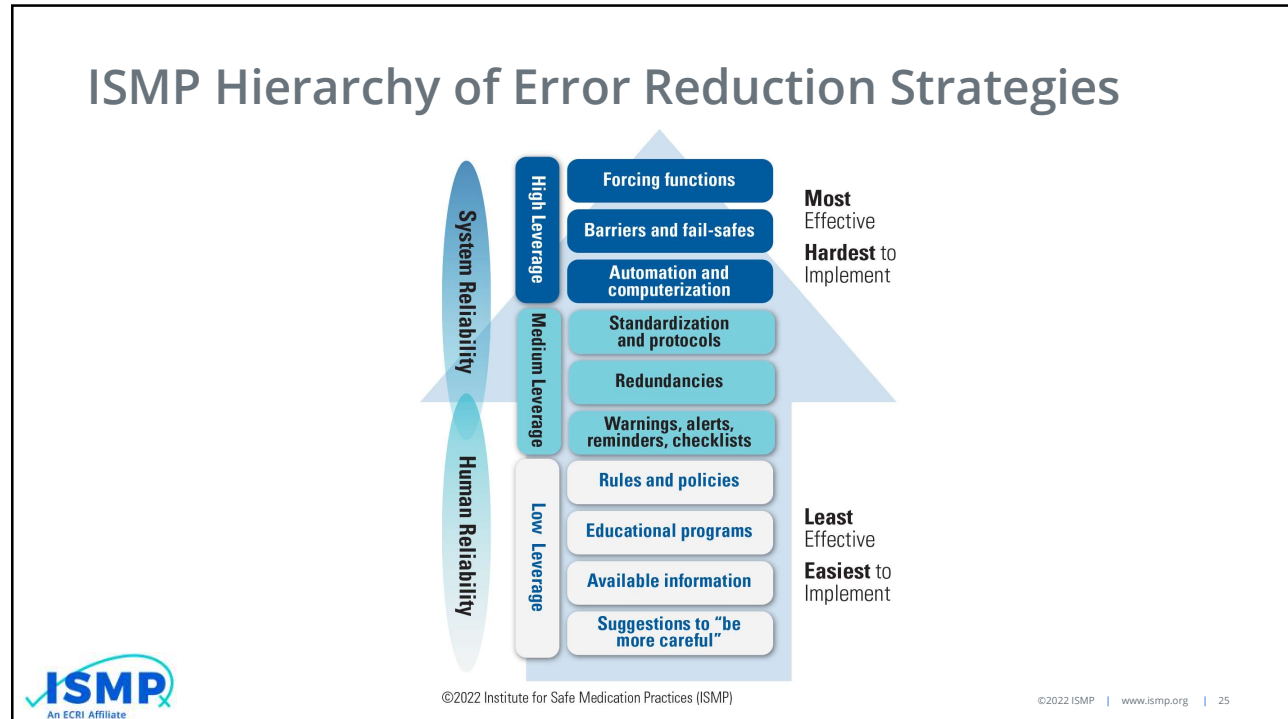 ISMP Hierarchy of Error Reduction Strategies
System Reliability
Human Reliability
High Leverage
Forcing functions
Barriers and fail-safes
Automation and
computerization
Medium Leverage
Standardization
and protocols
Redundancies
Warnings, alerts,
reminders, checklists
Low Leverage
Rules and policies
Educational programs
Available information
Suggestions to “be
more careful”
Most
Effective
Hardest to
Implement
Least
Effective
Easiest to
Implement
ISMP
An ECRI Affiliate
©2022 Institute for Safe Medication Practices (ISMP)
©2022 ISMP | www.ismp.org | 25